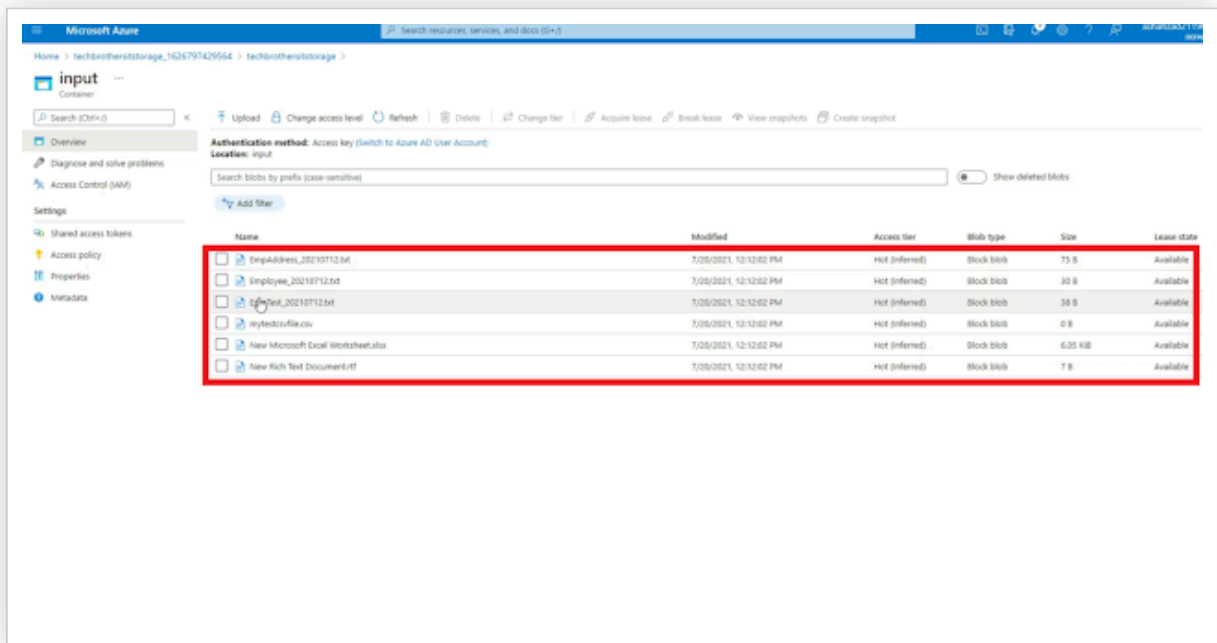 Microsoft Azure
Search resources, services, and docs (G+/)
Home > techbrothersitstorage_1626797429564 > techbrothersitstorage >
input ...
Container
Search (Ctrl+/)
«
Upload Change access level Refresh Delete Change tier Acquire lease Break lease View snapshots Create snapshot
Overview
Diagnose and solve problems
Access Control (IAM)
Settings
Shared access tokens
Access policy
Properties
Metadata
Authentication method: Access key (Switch to Azure AD User Account)
Location: input
Search blobs by prefix (case-sensitive)
Show deleted blobs
Add filter
Name Modified Access tier Blob type Size Lease state
EmpAddress_20210712.txt 7/20/2021, 12:12:02 PM Hot (Inferred) Block blob 75 B Available
Employee_20210712.txt 7/20/2021, 12:12:02 PM Hot (Inferred) Block blob 30 B Available
7/20/2021, 12:12:02 PM Hot (Inferred) Block blob 38 B Available
mytestcsvfile.csv 7/20/2021, 12:12:02 PM Hot (Inferred) Block blob 0 B Available
New Microsoft Excel Worksheet.xlsx 7/20/2021, 12:12:02 PM Hot (Inferred) Block blob 6.05 KiB Available
New Rich Text Document.rtf 7/20/2021, 12:12:02 PM Hot (Inferred) Block blob 7 B Available